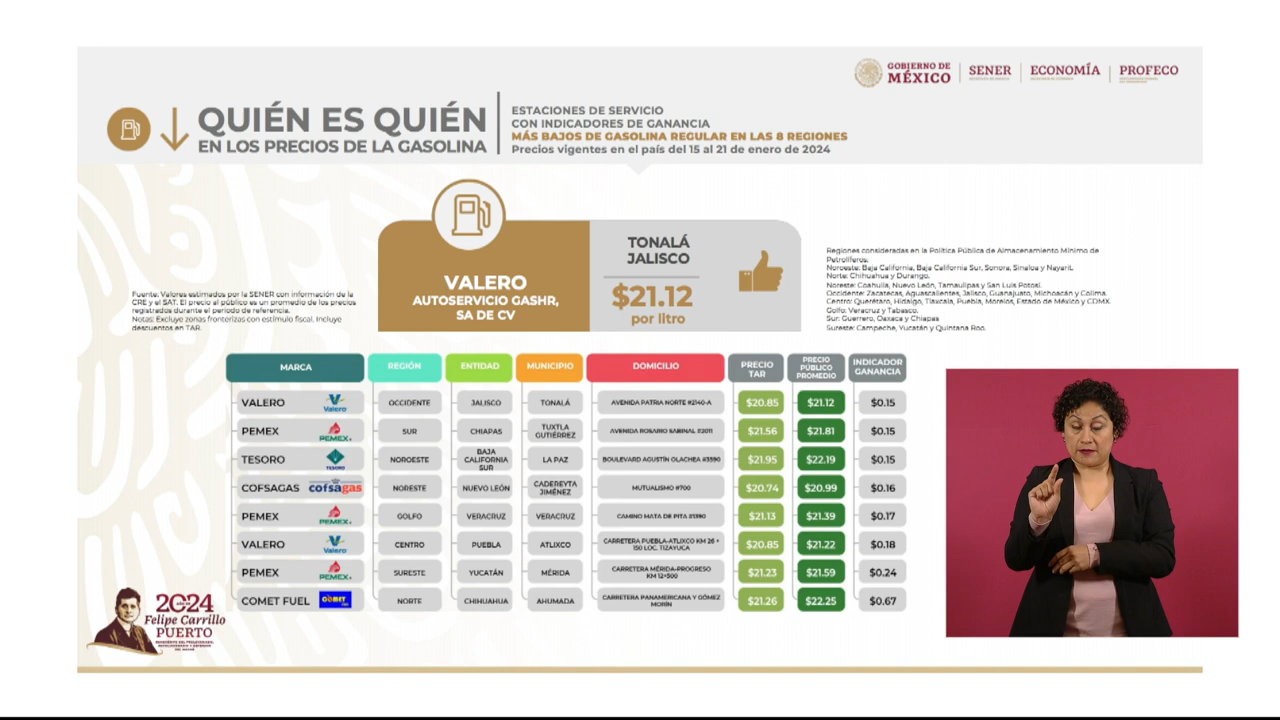 GOBIERNO DE
MÉXICO
SENER
ECONOMÍA
PROFECO
QUIÉN ES QUIÉN
EN LOS PRECIOS DE LA GASOLINA
ESTACIONES DE SERVICIO
CON INDICADORES DE GANANCIA
MÁS BAJOS DE GASOLINA REGULAR EN LAS 8 REGIONES
Precios vigentes en el país del 15 al 21 de enero de 2024
VALERO
AUTOSERVICIO GASHR,
SA DE CV
TONALÁ
JALISCO
$21.12
por litro
Regiones consideradas en la Política Pública de Almacenamiento Mínimo de
Petrolíferos.
Noroeste: Baja California, Baja California Sur, Sonora, Sinaloa y Nayarit.
Norte: Chihuahua y Durango.
Noreste: Coahuila, Nuevo León, Tamaulipas y San Luis Potosí.
Occidente: Zacatecas, Aguascalientes, Jalisco, Guanajuato, Michoacán y Colima.
Centro: Querétaro, Hidalgo, Tlaxcala, Puebla, Morelos, Estado de México y CDMX.
Golfo: Veracruz y Tabasco.
Sur: Guerrero, Oaxaca y Chiapas
Sureste: Campeche, Yucatán y Quintana Roo.
Fuente: Valores estimados por la SENER con información de la
CRE y el SAT. El precio al público es un promedio de los precios
registrados durante el periodo de referencia.
Notas: Excluye zonas fronterizas con estímulo fiscal. Incluye
descuentos en TAR.
MARCA REGIÓN ENTIDAD MUNICIPIO DOMICILIO PRECIO TAR PRECIO PÚBLICO PROMEDIO INDICADOR GANANCIA
VALERO Valero OCCIDENTE JALISCO TONALÁ AVENIDA PATRIA NORTE #2140-A $20.85 $21.12 $0.15
PEMEX PEMEX SUR CHIAPAS TUXTLA GUTIÉRREZ AVENIDA ROSARIO SABINAL #2011 $21.56 $21.81 $0.15
TESORO TESORO NOROESTE BAJA CALIFORNIA SUR LA PAZ BOULEVARD AGUSTÍN OLACHEA #3590 $21.95 $22.19 $0.15
COFSAGAS cofsagas NORESTE NUEVO LEÓN CADEREYTA JIMÉNEZ MUTUALISMO #700 $20.74 $20.99 $0.16
PEMEX PEMEX GOLFO VERACRUZ VERACRUZ CAMINO MATA DE PITA #1390 $21.13 $21.39 $0.17
VALERO Valero CENTRO PUEBLA ATLIXCO CARRETERA PUEBLA-ATLIXCO KM 26 + 150 LOC. TIZAYUCA $20.85 $21.22 $0.18
PEMEX PEMEX SURESTE YUCATÁN MÉRIDA CARRETERA MÉRIDA-PROGRESO KM 12+500 $21.23 $21.59 $0.24
COMET FUEL COMET NORTE CHIHUAHUA AHUMADA CARRETERA PANAMERICANA Y GÓMEZ MORÍN $21.26 $22.25 $0.67
2024
Felipe Carrillo
PUERTO